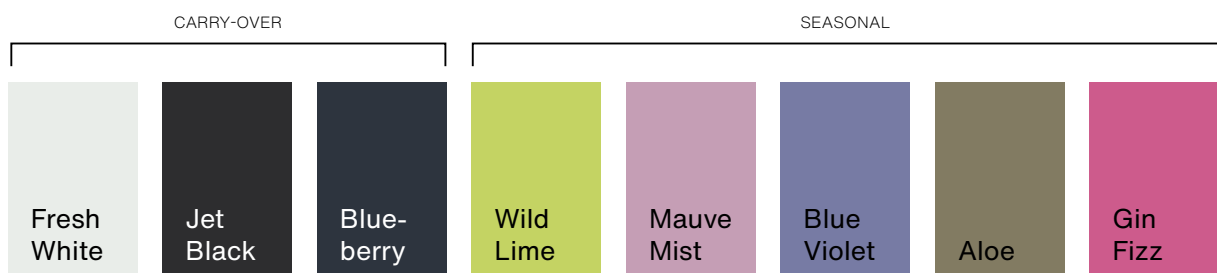 CARRY-OVER
SEASONAL
Fresh
White
Jet
Black
Blue-
berry
Wild
Lime
Mauve
Mist
Blue
Violet
Aloe
Gin
Fizz